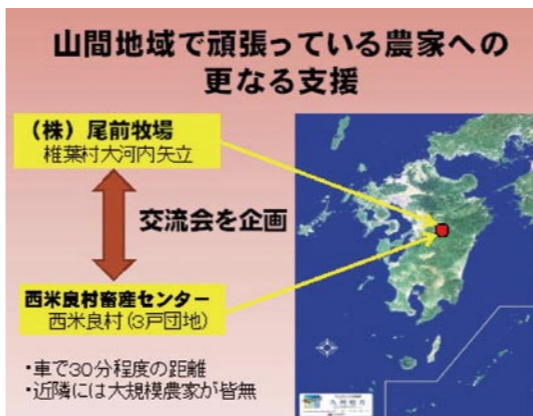 山間地域で頑張っている農家への
更なる支援
（株）尾前牧場
椎葉村大河内矢立
交流会を企画
西米良村畜産センター
西米良村（3戸団地）
・車で30分程度の距離
・近隣には大規模農家が皆無